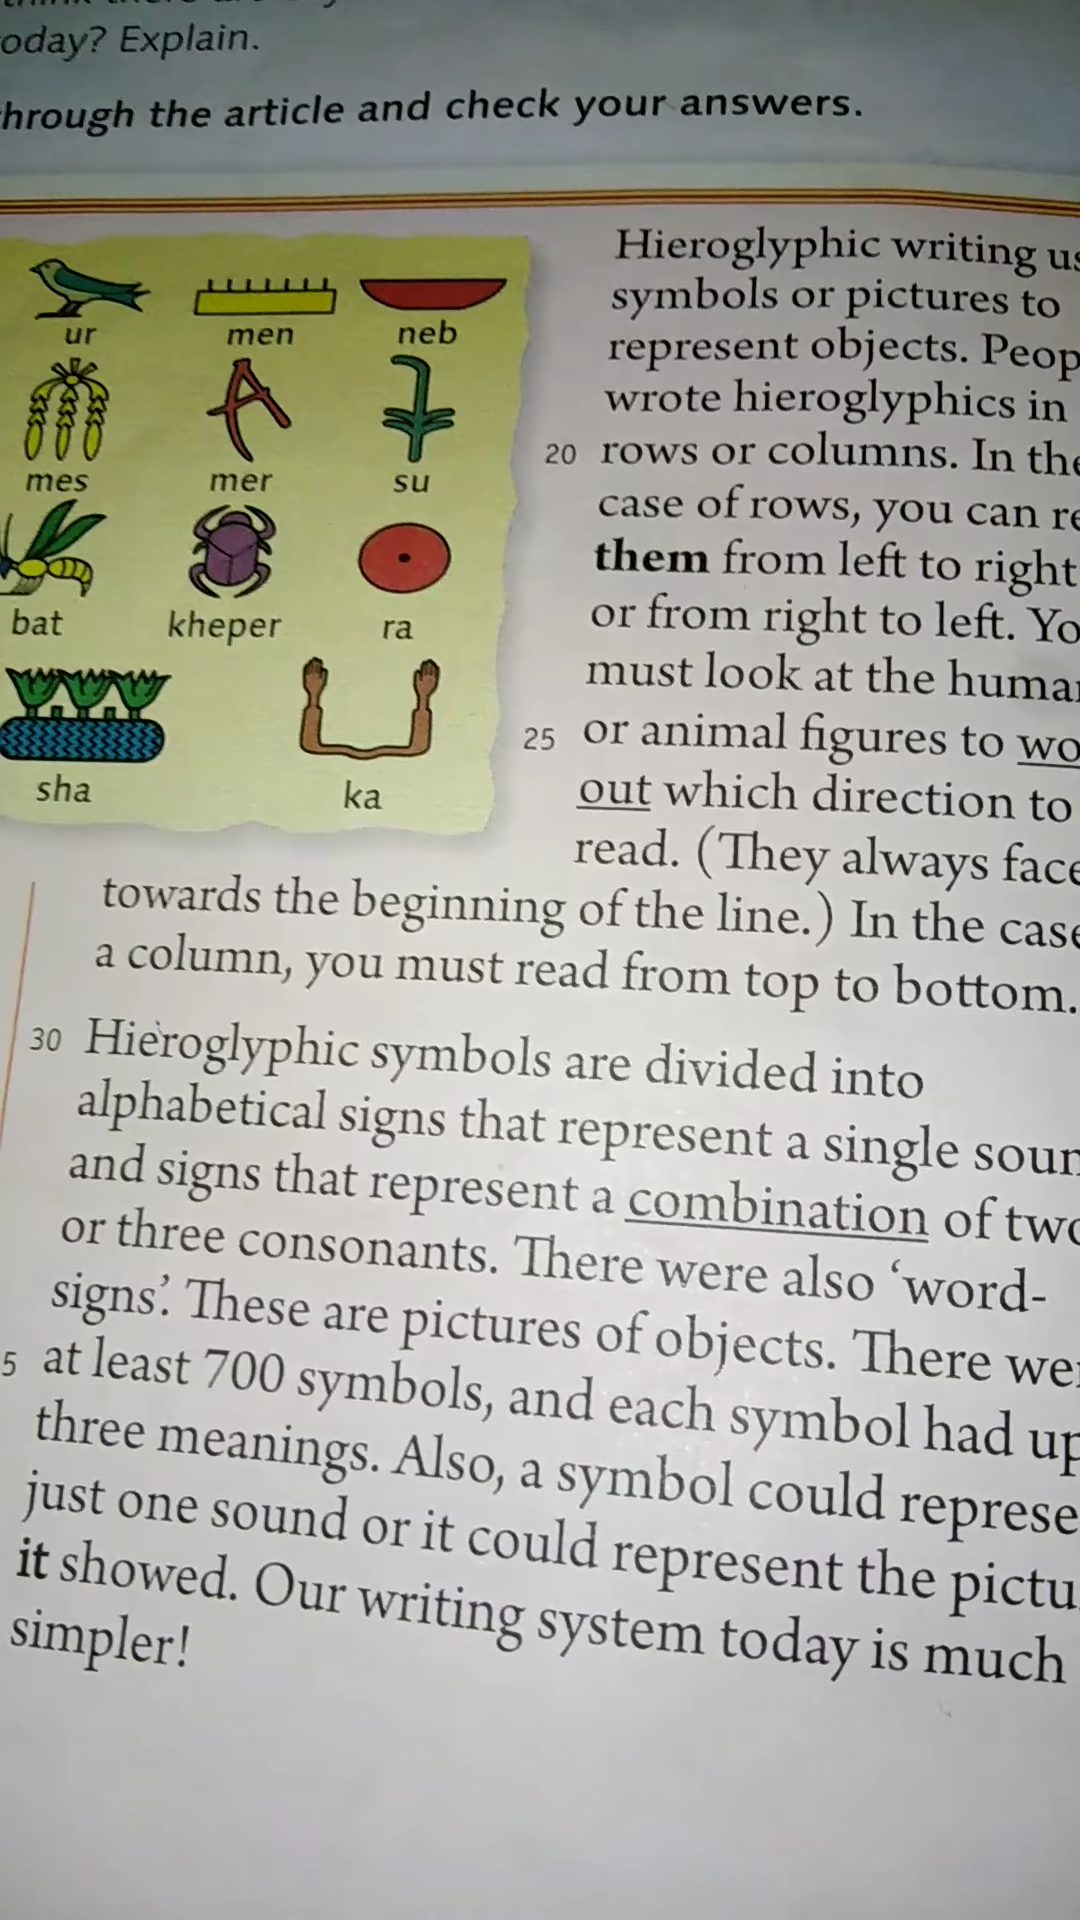 oday? Explain.
hrough the article and check your answers.
ur men neb
mes mer su
bat kheper ra
sha ka
Hieroglyphic writing us
symbols or pictures to
represent objects. Peop
wrote hieroglyphics in
20 rows or columns. In the
case of rows, you can re
them from left to right
or from right to left. Yo
must look at the human
25 or animal figures to wo
out which direction to
read. (They always face
towards the beginning of the line.) In the case
a column, you must read from top to bottom.
30 Hieroglyphic symbols are divided into
alphabetical signs that represent a single soun
and signs that represent a combination of two
or three consonants. There were also ‘word-
signs’. These are pictures of objects. There wer
5 at least 700 symbols, and each symbol had up
three meanings. Also, a symbol could represe
just one sound or it could represent the pictu
it showed. Our writing system today is much
simpler!